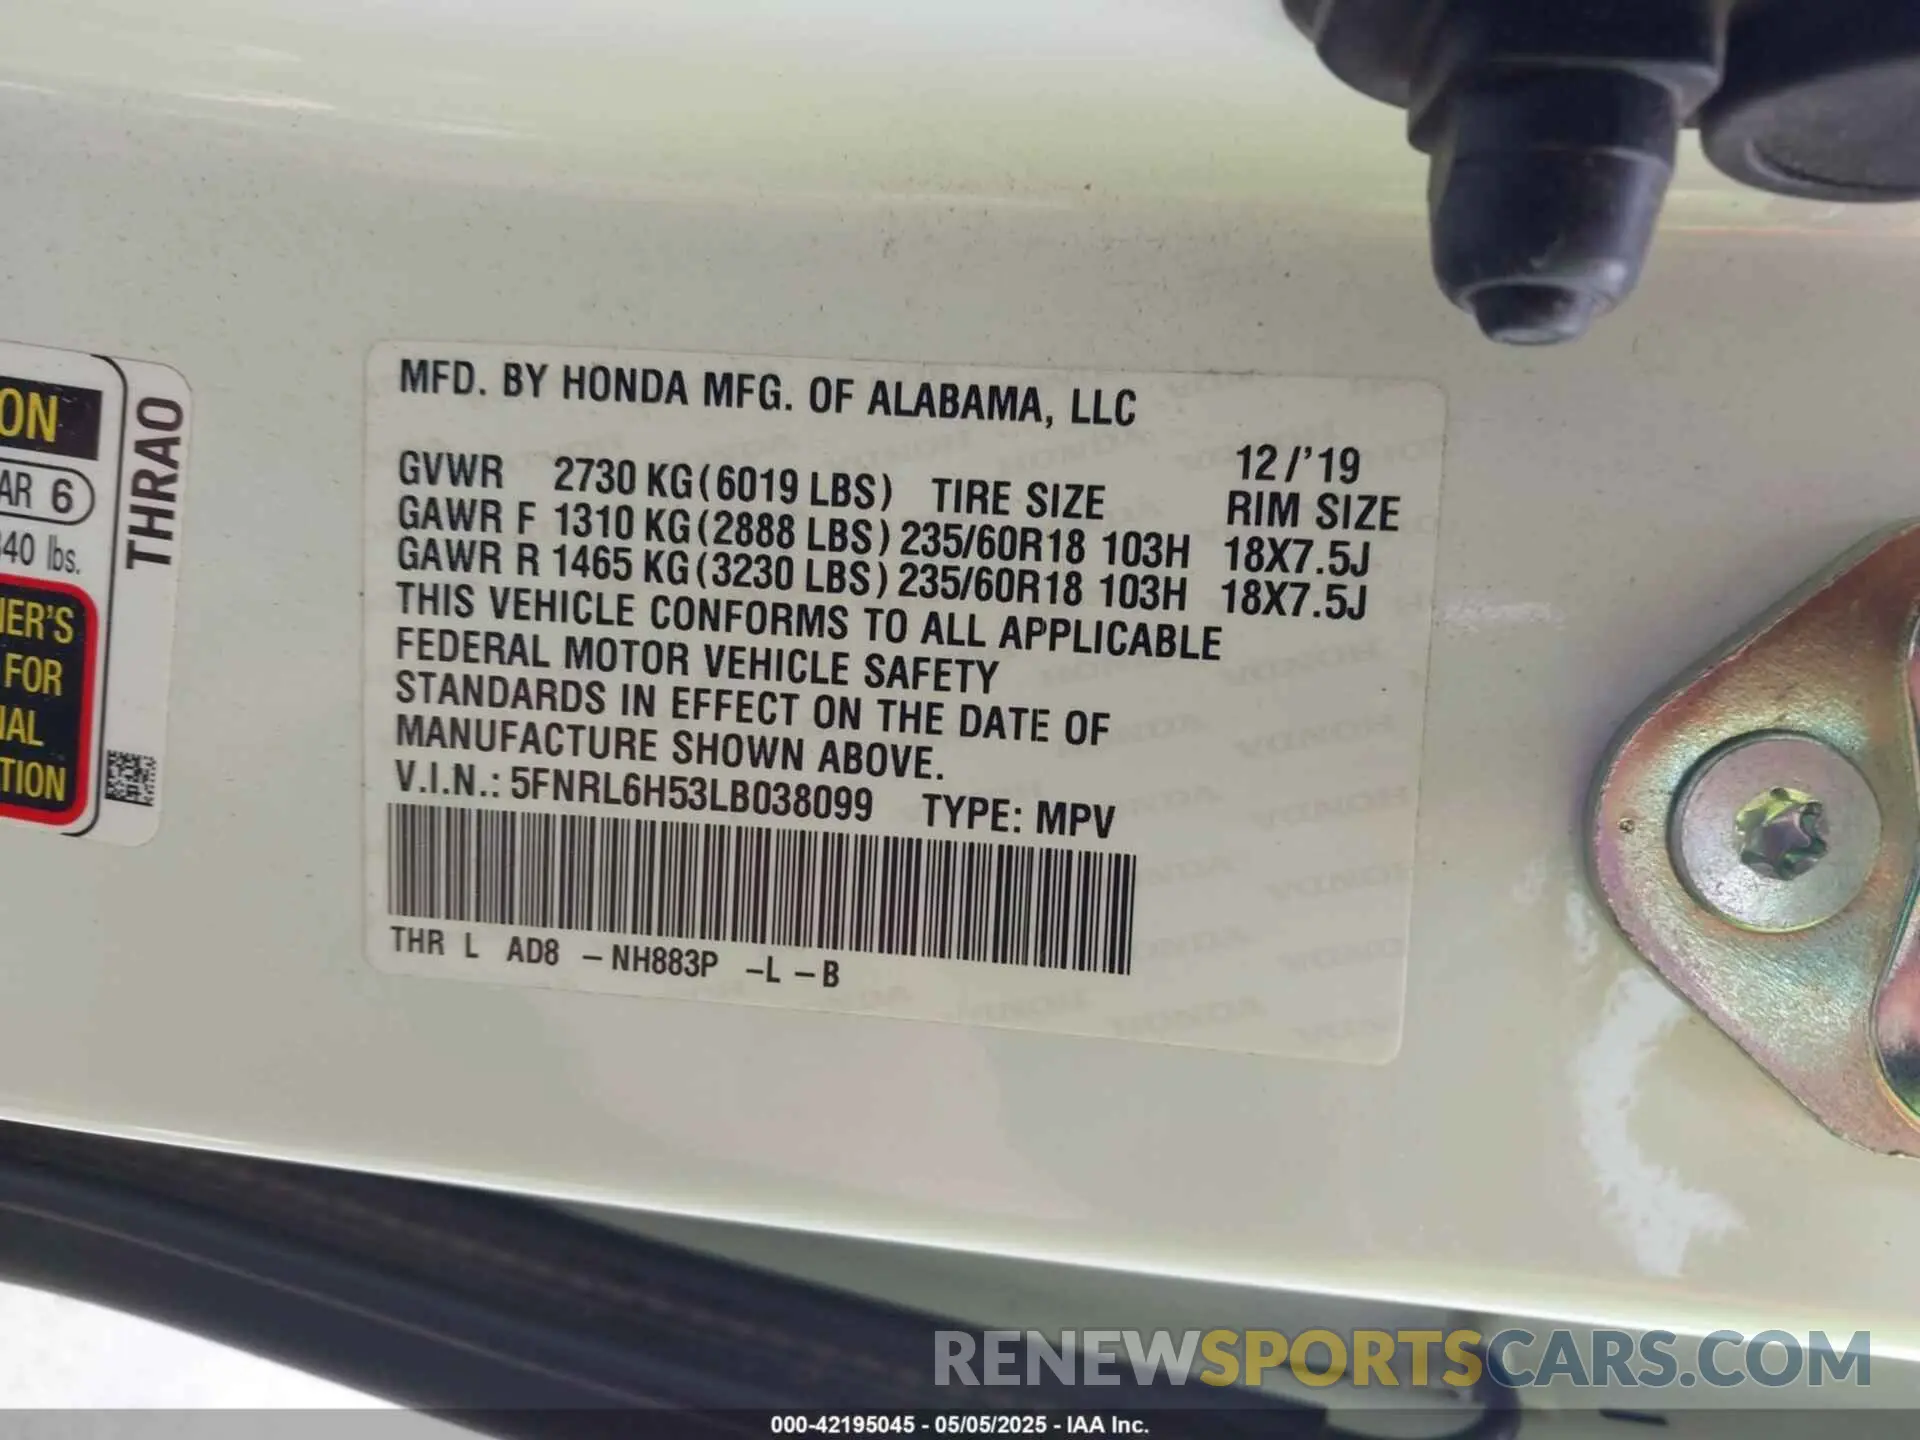 ON
AR 6
40 lbs.
ER'S
FOR
AL
TION
THRAO
MFD. BY HONDA MFG. OF ALABAMA, LLC
12/'19
GVWR 2730 KG(6019 LBS) TIRE SIZE RIM SIZE
GAWR F 1310 KG(2888 LBS) 235/60R18 103H 18X7.5J
GAWR R 1465 KG(3230 LBS) 235/60R18 103H 18X7.5J
THIS VEHICLE CONFORMS TO ALL APPLICABLE
FEDERAL MOTOR VEHICLE SAFETY
STANDARDS IN EFFECT ON THE DATE OF
MANUFACTURE SHOWN ABOVE.
V.I.N.: 5FNRL6H53LB038099 TYPE: MPV
THR L AD8 – NH883P –L –B
RENEWSPORTSCARS.COM
000-42195045 - 05/05/2025 - IAA Inc.